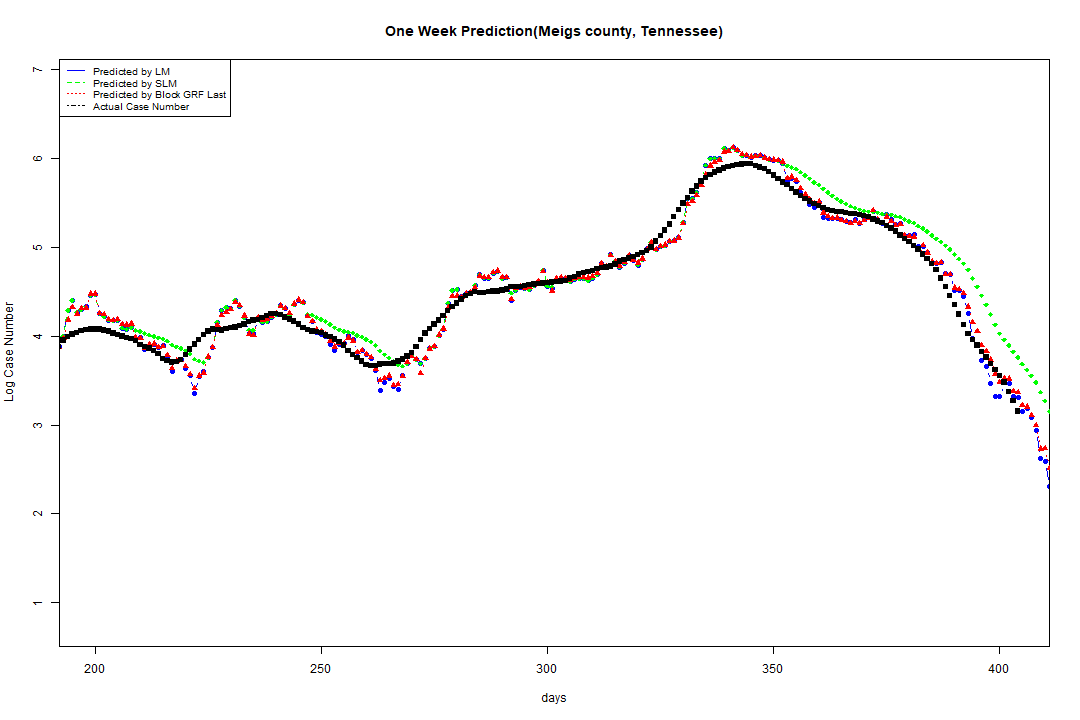 One Week Prediction(Meigs county, Tennessee)
Predicted by LM
Predicted by SLM
Predicted by Block GRF Last
Actual Case Number
7
6
5
4
3
2
1
Log Case Number
200 250 300 350 400
days